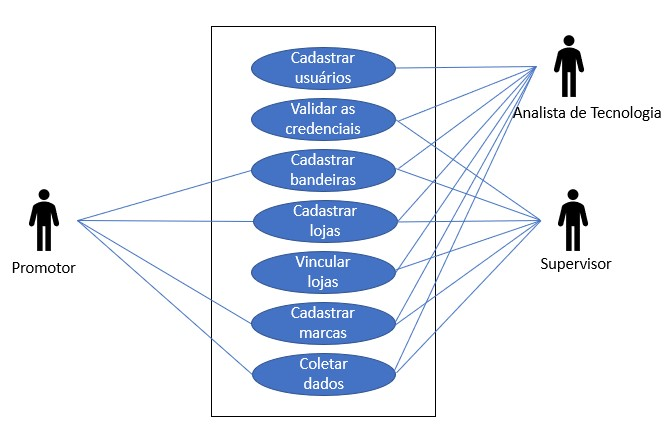 Cadastrar
usuários
Validar as
credenciais
Cadastrar
bandeiras
Cadastrar
lojas
Vincular
lojas
Cadastrar
marcas
Coletar
dados
Promotor
Analista de Tecnologia
Supervisor